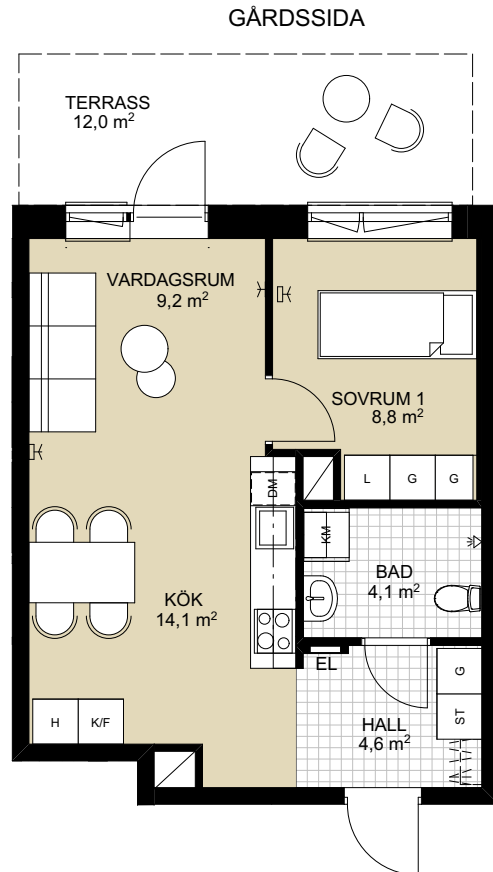 GÅRDSSIDA
TERRASS
12,0 m²
VARDAGSRUM
9,2 m²
SOVRUM 1
8,8 m²
L G G
DM
KM
BAD
4,1 m²
KÖK
14,1 m²
EL
G
HALL
4,6 m²
ST
H K/F